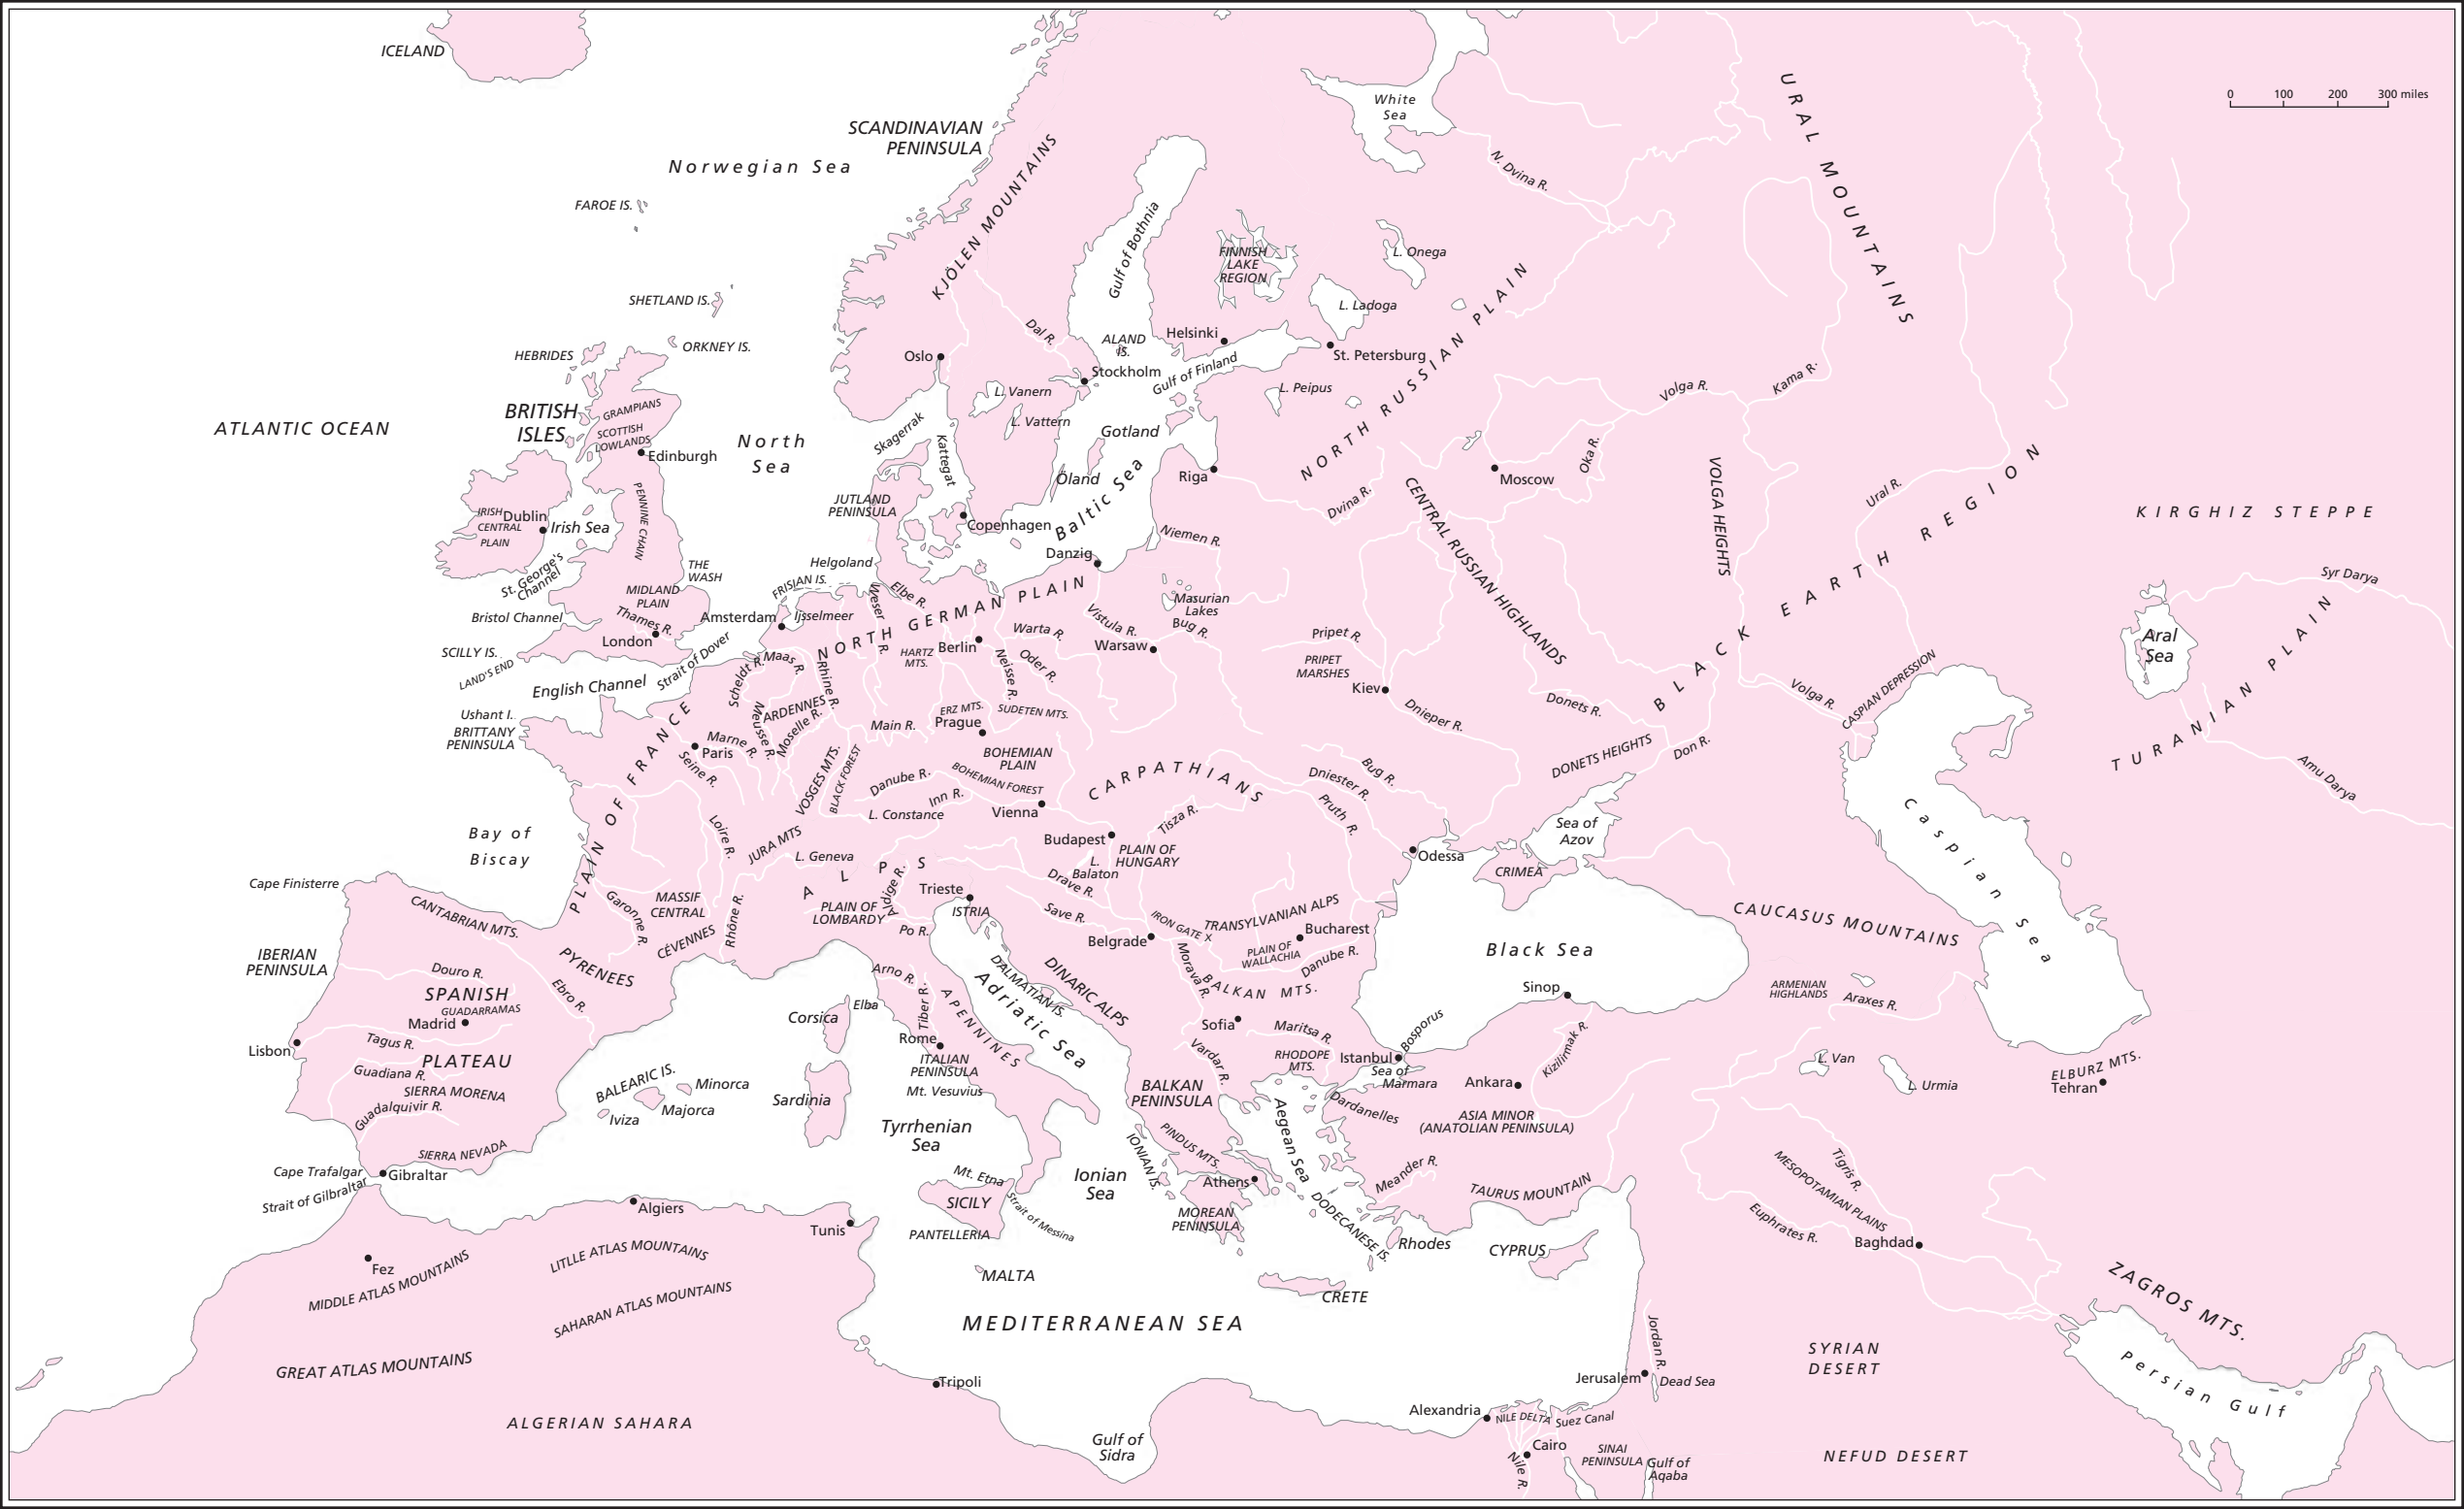 ICELAND
0 100 200 300 miles
White
Sea
URAL MOUNTAINS
SCANDINAVIAN
PENINSULA
Norwegian Sea
KJÖLEN MOUNTAINS
N. Dvina R.
FAROE IS.
Gulf of Bothnia
FINNISH
LAKE
REGION
L. Onega
SHETLAND IS.
L. Ladoga
NORTH RUSSIAN PLAIN
ORKNEY IS.
HEBRIDES
Oslo
Dal R.
ALAND
IS.
Helsinki
St. Petersburg
Stockholm
Gulf of Finland
L. Vanern
L. Vattern
L. Peipus
Volga R.
Kama R.
BRITISH
ISLES
GRAMPIANS
SCOTTISH
LOWLANDS
Edinburgh
ATLANTIC OCEAN
North
Sea
Skagerrak
Kattegat
Gotland
Öland
Baltic Sea
Riga
Moscow
Oka R.
VOLGA HEIGHTS
Ural R.
BLACK EARTH REGION
KIRGHIZ STEPPE
JUTLAND
PENINSULA
Copenhagen
Dvina R.
CENTRAL RUSSIAN HIGHLANDS
IRISH
CENTRAL
PLAIN
Dublin
Irish Sea
PENNINE CHAIN
St. George's
Channel
THE
WASH
Helgoland
Danzig
Niemen R.
MIDLAND
PLAIN
FRISIAN IS.
Weser R.
Elbe R.
NORTH GERMAN PLAIN
Masurian
Lakes
Syr Darya
Bristol Channel
Thames R.
London
Amsterdam
Ijsselmeer
Berlin
Warta R.
Vistula R.
Bug R.
Warsaw
Pripet R.
PRIPET
MARSHES
Aral
Sea
TURANIAN PLAIN
SCILLY IS.
LAND'S END
English Channel
Strait of Dover
Scheldt R.
Maas R.
Rhine R.
HARTZ
MTS.
Neisse R.
Oder R.
Kiev
Dnieper R.
Donets R.
Volga R.
CASPIAN DEPRESSION
Ushant I.
BRITTANY
PENINSULA
PLAIN OF FRANCE
Meusse R.
ARDENNES
Moselle R.
Main R.
ERZ MTS.
Prague
SUDETEN MTS.
Marne R.
Paris
Seine R.
VOSGES MTS.
BLACK FOREST
BOHEMIAN
PLAIN
BOHEMIAN FOREST
Danube R.
Inn R.
Vienna
CARPATHIANS
Dniester R.
Bug R.
Pruth R.
DONETS HEIGHTS
Don R.
Amu Darya
Caspian Sea
Bay of
Biscay
Loire R.
JURA MTS
L. Constance
L. Geneva
ALPS
Budapest
Tisza R.
PLAIN OF
HUNGARY
L.
Balaton
Odessa
Sea of
Azov
CRIMEA
Cape Finisterre
CANTABRIAN MTS.
Garonne R.
MASSIF
CENTRAL
CÉVENNES
Rhône R.
PLAIN OF
LOMBARDY
Alpige R.
Trieste
ISTRIA
Po R.
Drave R.
Save R.
Belgrade
IRON GATE X
TRANSYLVANIAN ALPS
Bucharest
PLAIN OF
WALLACHIA
Danube R.
Morava R.
BALKAN MTS.
Black Sea
Sinop
CAUCASUS MOUNTAINS
ARMENIAN
HIGHLANDS
Araxes R.
IBERIAN
PENINSULA
PYRENEES
Douro R.
Ebro R.
SPANISH
GUADARRAMAS
Madrid
Lisbon
Tagus R.
PLATEAU
Guadiana R.
SIERRA MORENA
Guadalquivir R.
SIERRA NEVADA
Corsica
Elba
Arno R.
Tiber R.
APENNINES
Rome
ITALIAN
PENINSULA
Mt. Vesuvius
Adriatic Sea
DALMATIAN IS.
DINARIC ALPS
Sofia
Maritsa R.
RHODOPE
MTS.
Vardar R.
Istanbul
Bosporus
Sea of
Marmara
Dardanelles
Ankara
Kizilirmak R.
L. Van
L. Urmia
ELBURZ MTS.
Tehran
BALEARIC IS.
Minorca
Majorca
Iviza
Sardinia
Tyrrhenian
Sea
BALKAN
PENINSULA
PINDUS MTS.
IONIAN IS.
Ionian
Sea
Aegean Sea
ASIA MINOR
(ANATOLIAN PENINSULA)
Meander R.
TAURUS MOUNTAIN
Tigris R.
MESOPOTAMIAN PLAINS
Euphrates R.
Baghdad
Cape Trafalgar
Gibraltar
Strait of Gilbraltar
Algiers
Tunis
Mt. Etna
SICILY
Strait of Messina
PANTELLERIA
Athens
MOREAN
PENINSULA
DODECANESE IS.
Rhodes
CYPRUS
Fez
MIDDLE ATLAS MOUNTAINS
LITLLE ATLAS MOUNTAINS
SAHARAN ATLAS MOUNTAINS
MALTA
CRETE
MEDITERRANEAN SEA
ZAGROS MTS.
GREAT ATLAS MOUNTAINS
Tripoli
Jordan R.
Jerusalem
Dead Sea
SYRIAN
DESERT
Persian Gulf
ALGERIAN SAHARA
Gulf of
Sidra
Alexandria
NILE DELTA
Suez Canal
Cairo
Nile R.
SINAI
PENINSULA
Gulf of
Aqaba
NEFUD DESERT